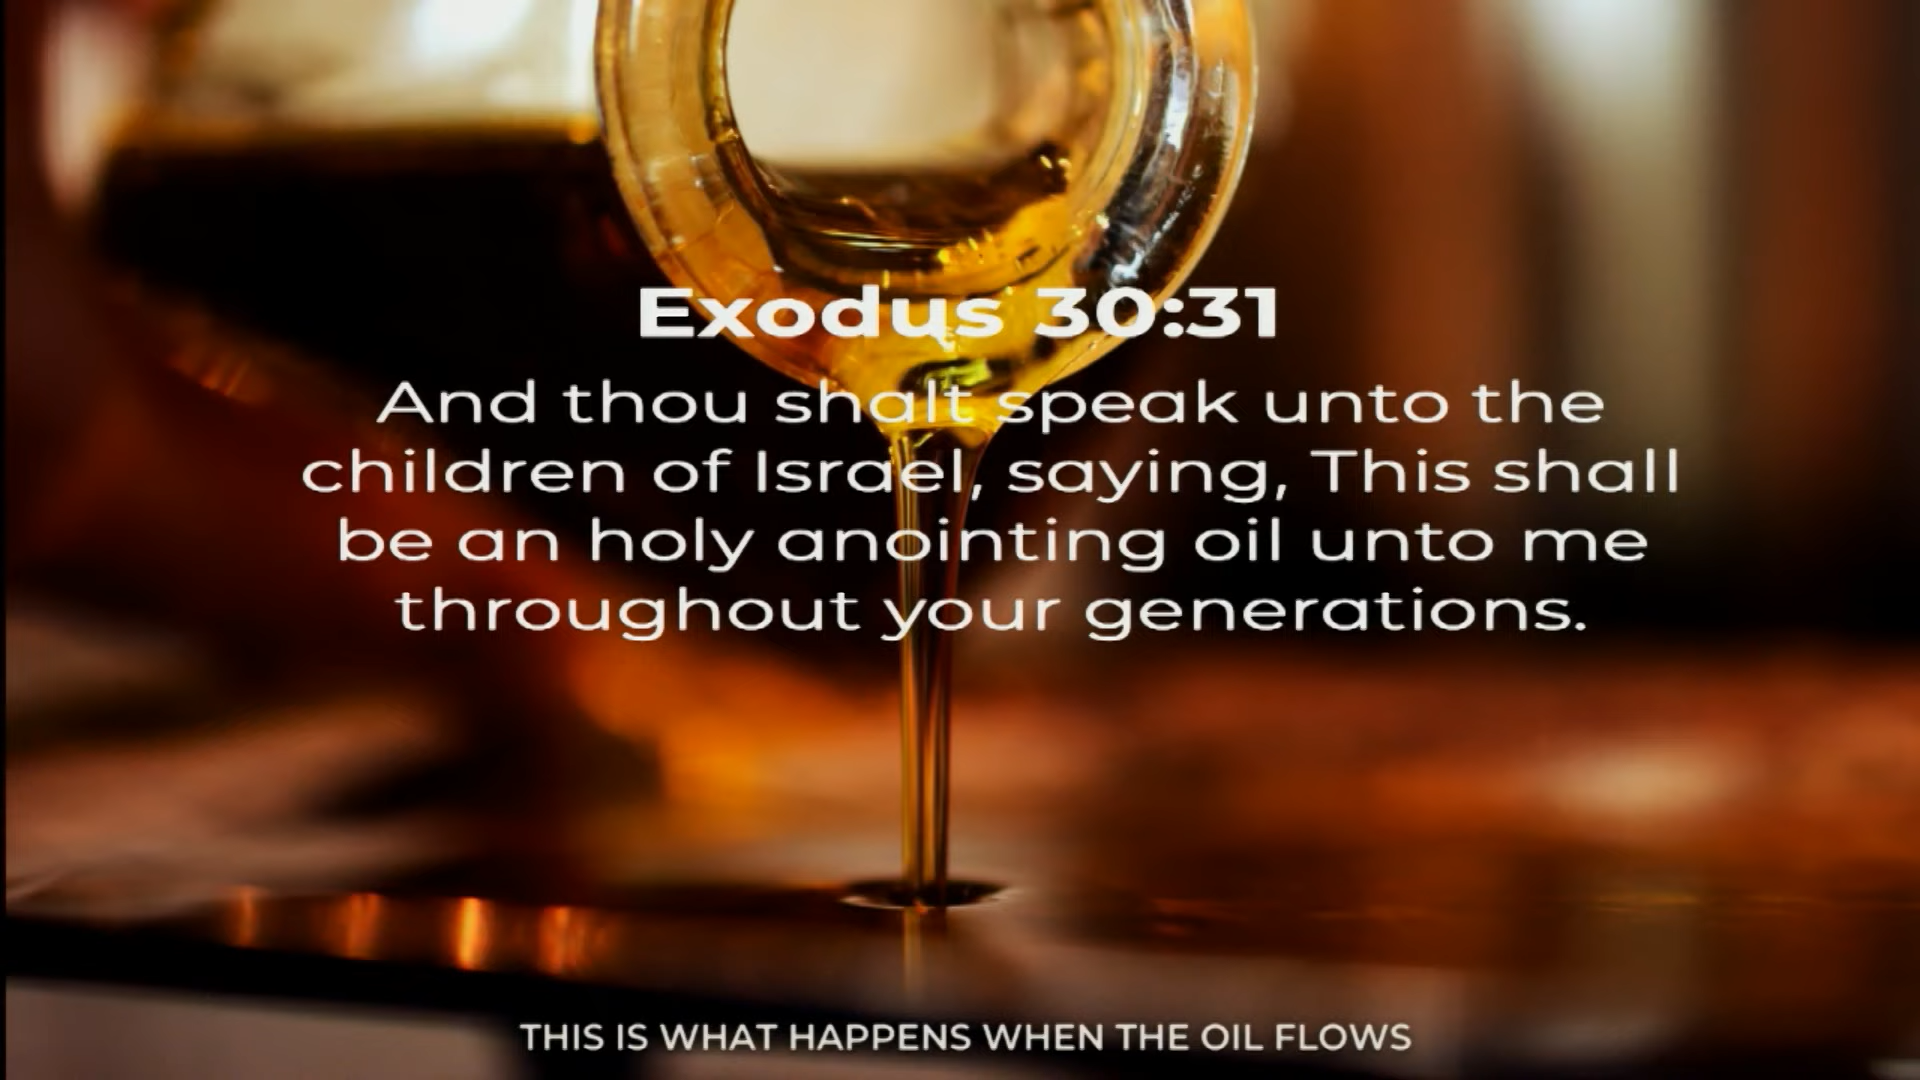 Exodus 30:31
And thou shalt speak unto the
children of Israel, saying, This shall
be an holy anointing oil unto me
throughout your generations.
THIS IS WHAT HAPPENS WHEN THE OIL FLOWS